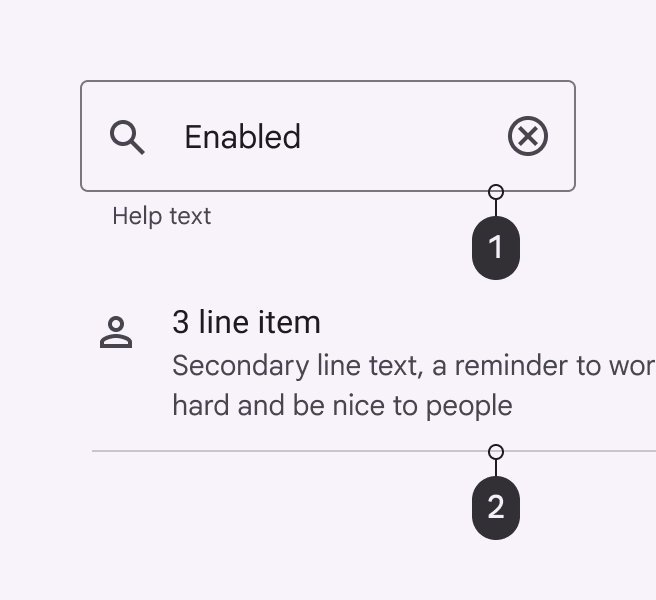 Enabled
Help text
1
3 line item
Secondary line text, a reminder to wor
hard and be nice to people
2